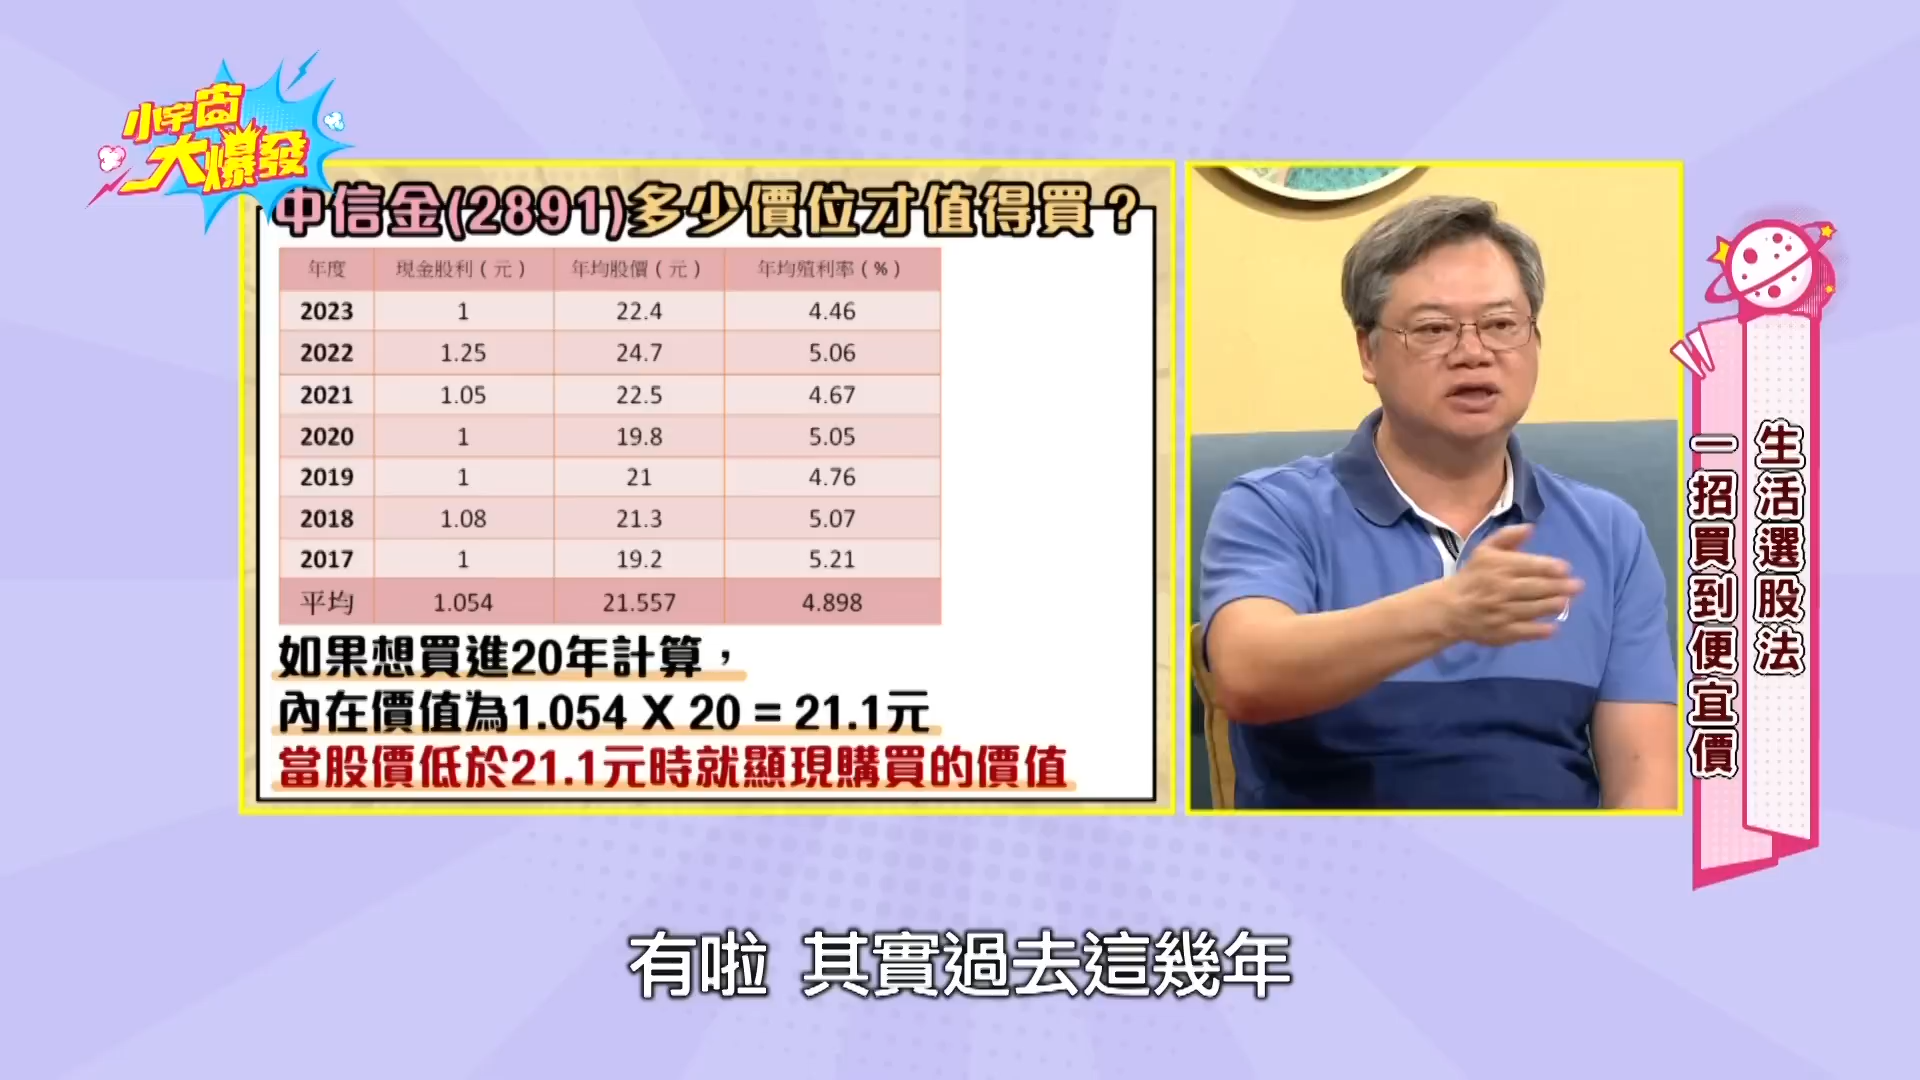 小宇宙
大爆發
中信金(2891)多少價位才值得買？
年度 現金股利（元） 年均股價（元） 年均殖利率（%）
2023 1 22.4 4.46
2022 1.25 24.7 5.06
2021 1.05 22.5 4.67
2020 1 19.8 5.05
2019 1 21 4.76
2018 1.08 21.3 5.07
2017 1 19.2 5.21
平均 1.054 21.557 4.898
如果想買進20年計算，
內在價值為1.054 X 20 = 21.1元
當股價低於21.1元時就顯現購買的價值
生活選股法
一招買到便宜價
有啦 其實過去這幾年